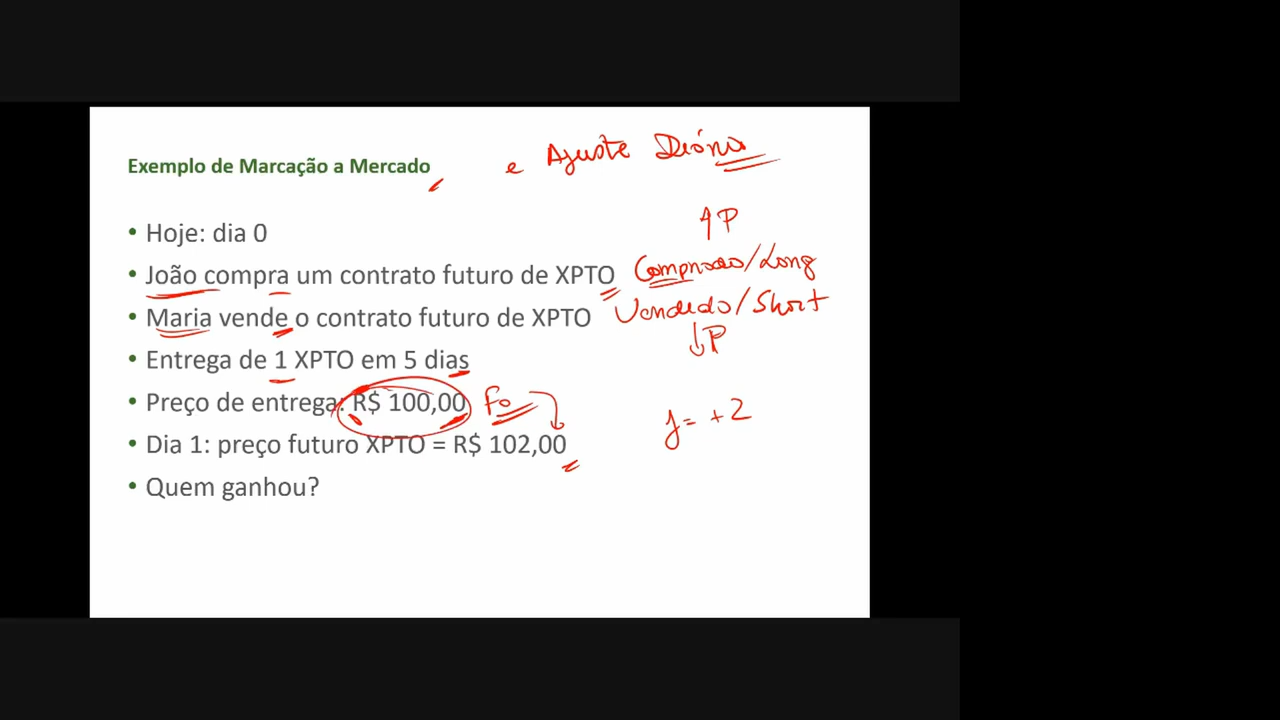 Exemplo de Marcação a Mercado e Ajuste Diário
↑P
• Hoje: dia 0
• João compra um contrato futuro de XPTO Comprado/Long
• Maria vende o contrato futuro de XPTO Vendido/Short
↓P
• Entrega de 1 XPTO em 5 dias
• Preço de entrega: R$ 100,00 Fo
• Dia 1: preço futuro XPTO = R$ 102,00
= +2
• Quem ganhou?